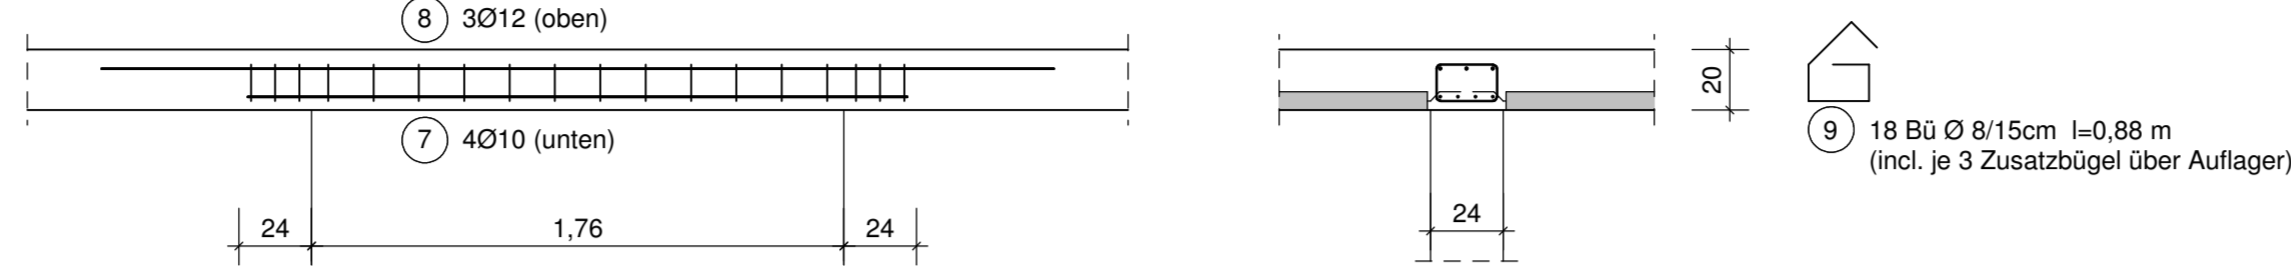 8 3Ø12 (oben)
7 4Ø10 (unten)
24 1,76 24
24
20
9 18 Bü Ø 8/15cm l=0,88 m
(incl. je 3 Zusatzbügel über Auflager)